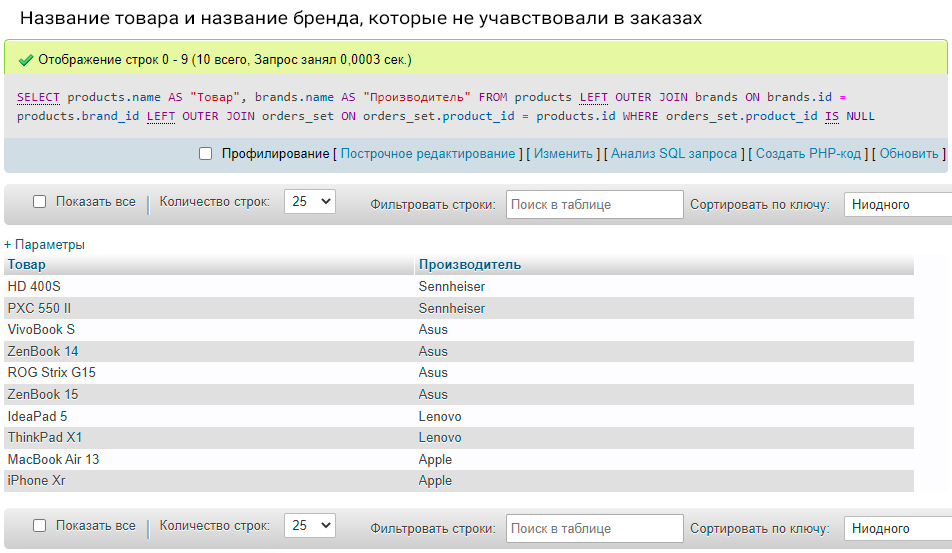 Название товара и название бренда, которые не учавствовали в заказах
Отображение строк 0 - 9 (10 всего, Запрос занял 0,0003 сек.)
SELECT products.name AS "Товар", brands.name AS "Производитель" FROM products LEFT OUTER JOIN brands ON brands.id =
products.brand_id LEFT OUTER JOIN orders_set ON orders_set.product_id = products.id WHERE orders_set.product_id IS NULL
Профилирование [ Построчное редактирование ] [ Изменить ] [ Анализ SQL запроса ] [ Создать PHP-код ] [ Обновить ]
Показать все | Количество строк: 25 Фильтровать строки: Поиск в таблице Сортировать по ключу: Ниодного
+ Параметры
Товар Производитель
HD 400S Sennheiser
PXC 550 II Sennheiser
VivoBook S Asus
ZenBook 14 Asus
ROG Strix G15 Asus
ZenBook 15 Asus
IdeaPad 5 Lenovo
ThinkPad X1 Lenovo
MacBook Air 13 Apple
iPhone Xr Apple
Показать все | Количество строк: 25 Фильтровать строки: Поиск в таблице Сортировать по ключу: Ниодного